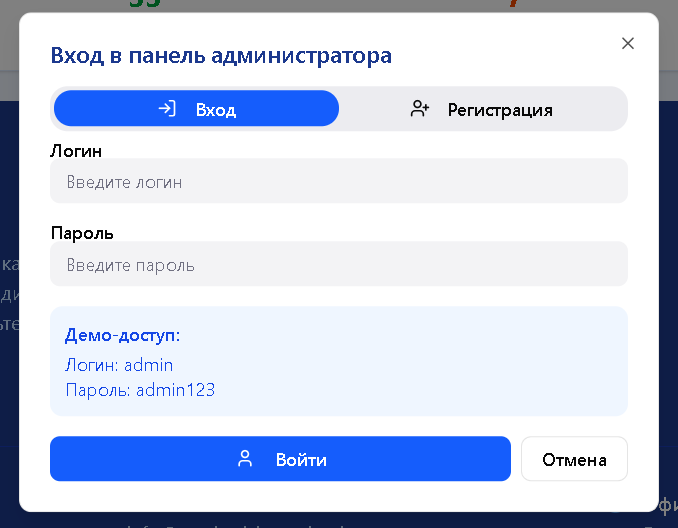 Вход в панель администратора
Вход
Регистрация
Логин
Введите логин
Пароль
Введите пароль
Демо-доступ:
Логин: admin
Пароль: admin123
Войти
Отмена